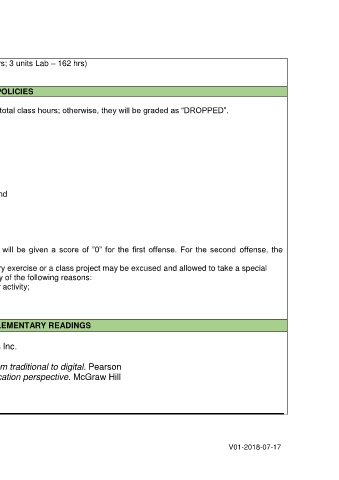 rs; 3 units Lab – 162 hrs)
POLICIES
total class hours; otherwise, they will be graded as “DROPPED”.
nd
will be given a score of "0" for the first offense. For the second offense, the
ry exercise or a class project may be excused and allowed to take a special
y of the following reasons:
activity;
LEMENTARY READINGS
Inc.
rn traditional to digital. Pearson
cation perspective. McGraw Hill
V01-2018-07-17